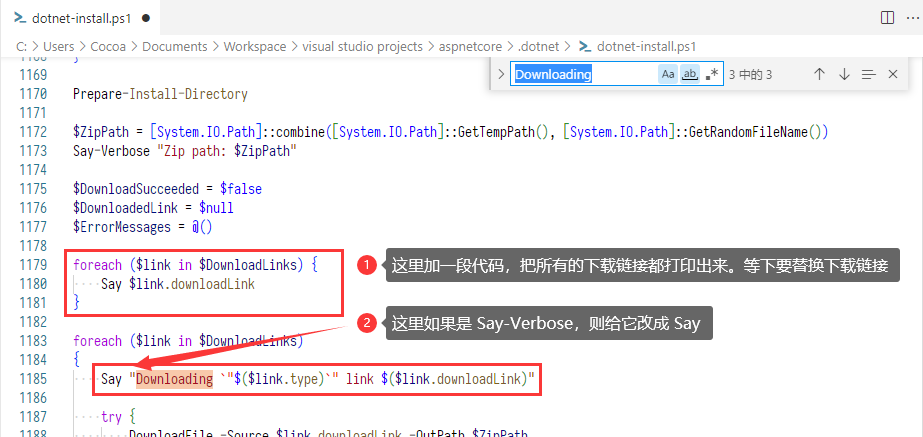 dotnet-install.ps1
C: > Users > Cocoa > Documents > Workspace > visual studio projects > aspnetcore > .dotnet > dotnet-install.ps1
Downloading Aa ab 3 中的 3
1169
1170 Prepare-Install-Directory
1171
1172 $ZipPath = [System.IO.Path]::combine([System.IO.Path]::GetTempPath(), [System.IO.Path]::GetRandomFileName())
1173 Say-Verbose "Zip path: $ZipPath"
1174
1175 $DownloadSucceeded = $false
1176 $DownloadedLink = $null
1177 $ErrorMessages = @()
1178
1179 foreach ($link in $DownloadLinks) {
1 这里加一段代码，把所有的下载链接都打印出来。等下要替换下载链接
1180 Say $link.downloadLink
1181 }
1182
2 这里如果是 Say-Verbose，则给它改成 Say
1183 foreach ($link in $DownloadLinks)
1184 {
1185 Say "Downloading `"$($link.type)`" link $($link.downloadLink)"
1186
1187 try {
1188 DownloadFile -Source $link.downloadLink -OutPath $ZipPath